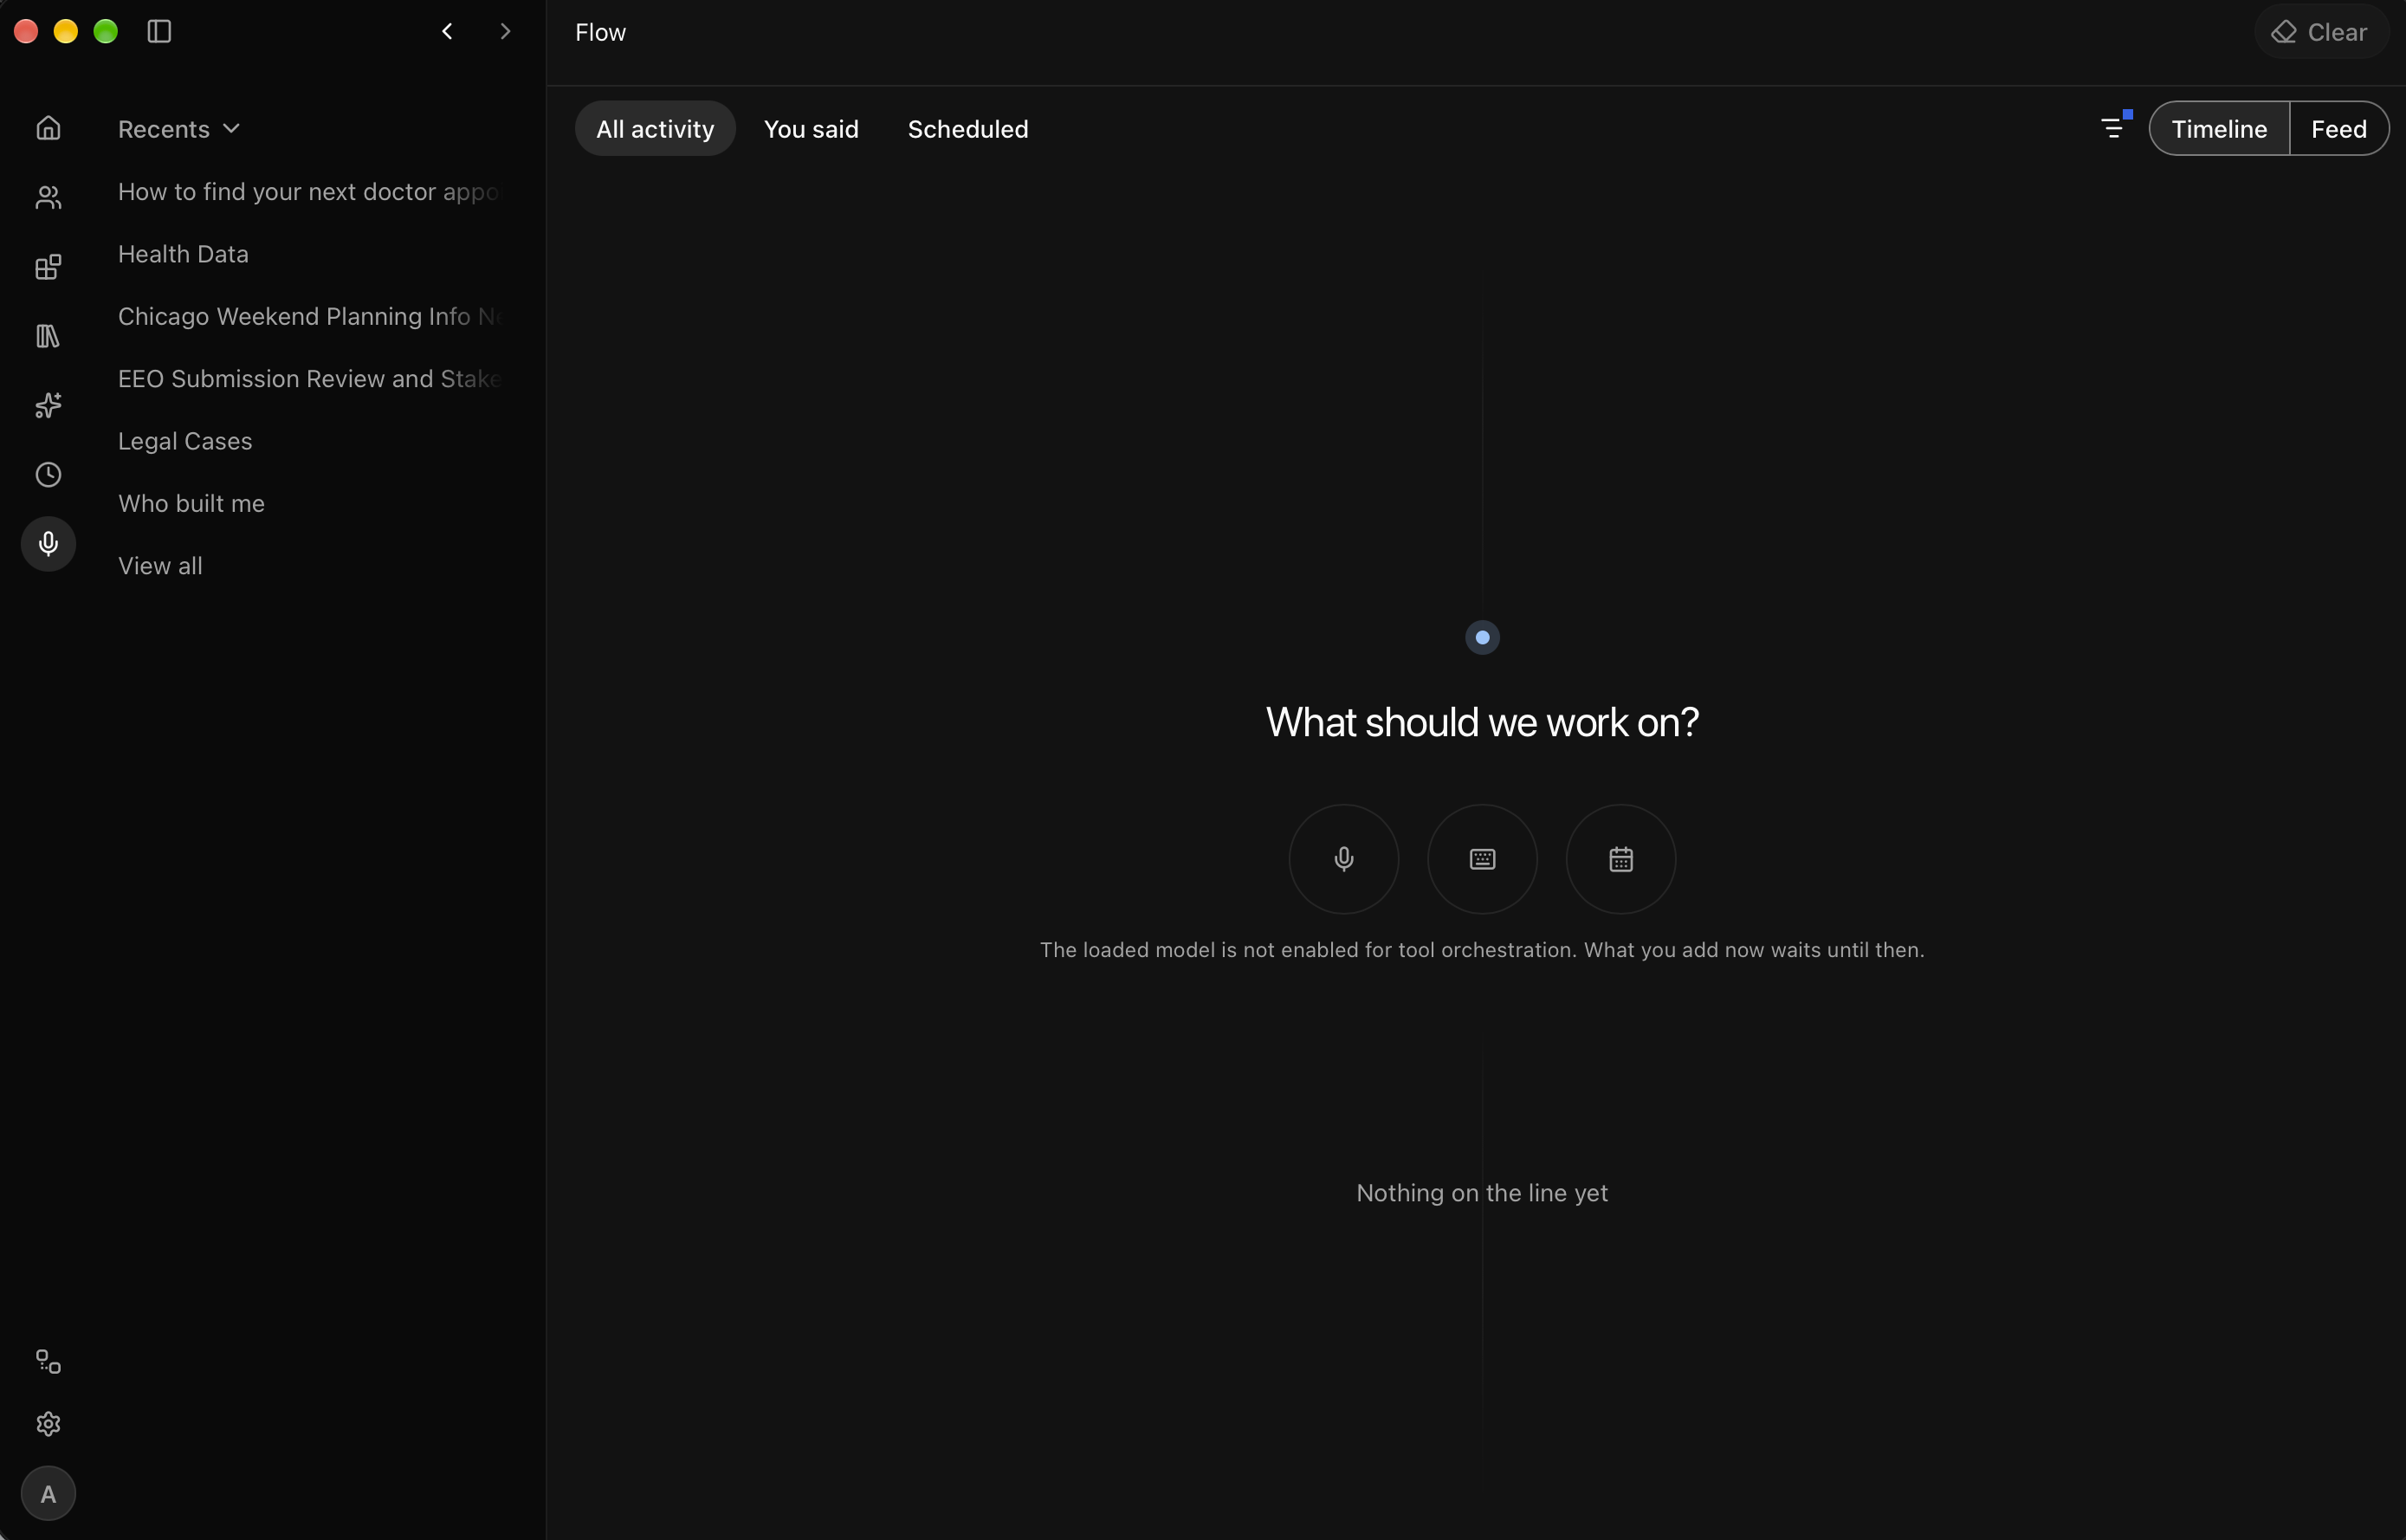 Flow
Clear
Recents
How to find your next doctor appo
Health Data
Chicago Weekend Planning Info Ne
EEO Submission Review and Stake
Legal Cases
Who built me
View all
A
All activity
You said
Scheduled
Timeline
Feed
What should we work on?
The loaded model is not enabled for tool orchestration. What you add now waits until then.
Nothing on the line yet